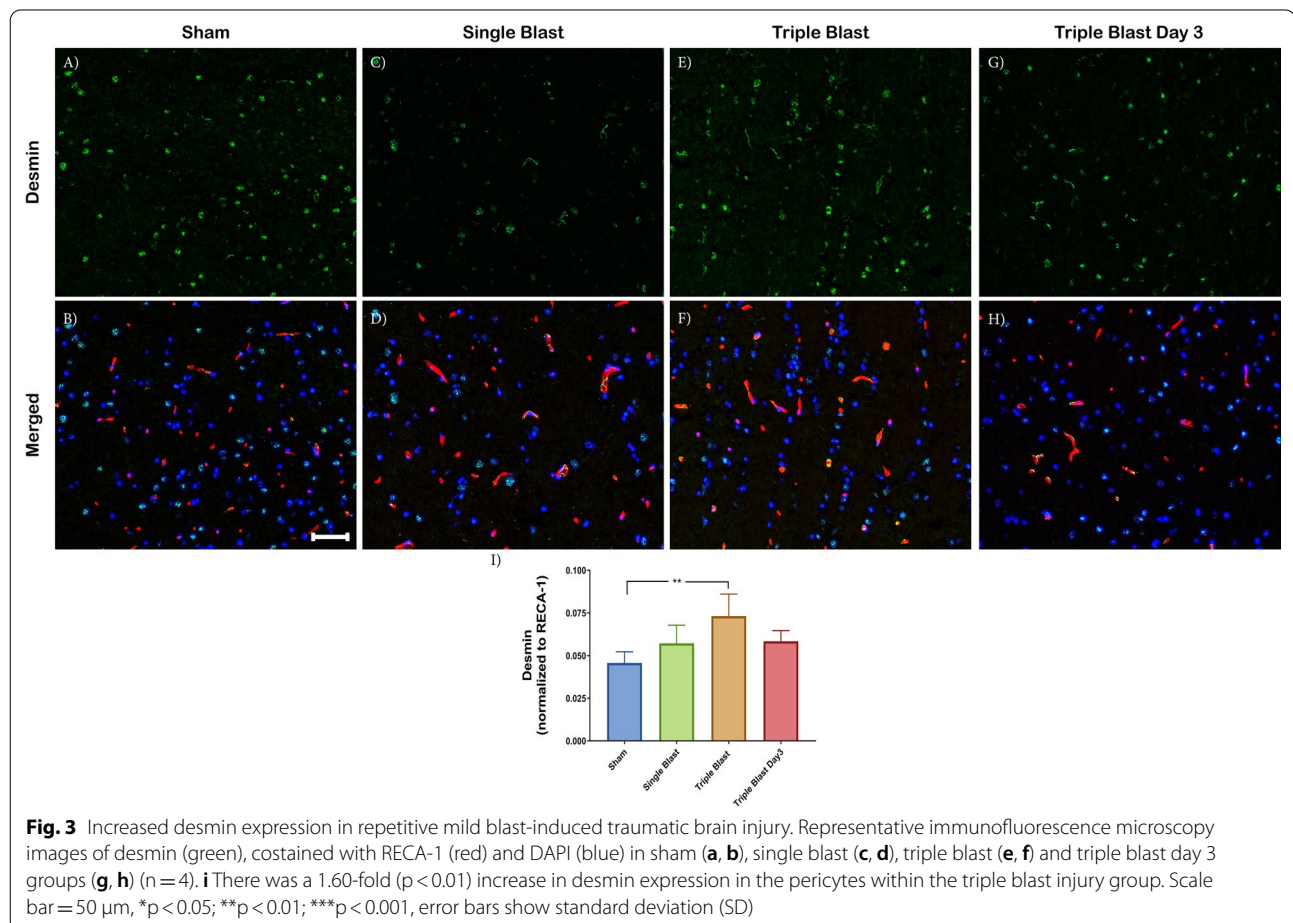 Sham Single Blast Triple Blast Triple Blast Day 3
Desmin
A) C) E) G)
Merged
B) D) F) H)
I)
Desmin
(normalized to RECA-1)
0.100
0.075
0.050
0.025
0.000
**
Sham Single Blast Triple Blast Triple Blast Day3
Fig. 3 Increased desmin expression in repetitive mild blast-induced traumatic brain injury. Representative immunofluorescence microscopy
images of desmin (green), costained with RECA-1 (red) and DAPI (blue) in sham (a, b), single blast (c, d), triple blast (e, f) and triple blast day 3
groups (g, h) (n = 4). i There was a 1.60-fold (p < 0.01) increase in desmin expression in the pericytes within the triple blast injury group. Scale
bar = 50 μm, *p < 0.05; **p < 0.01; ***p < 0.001, error bars show standard deviation (SD)